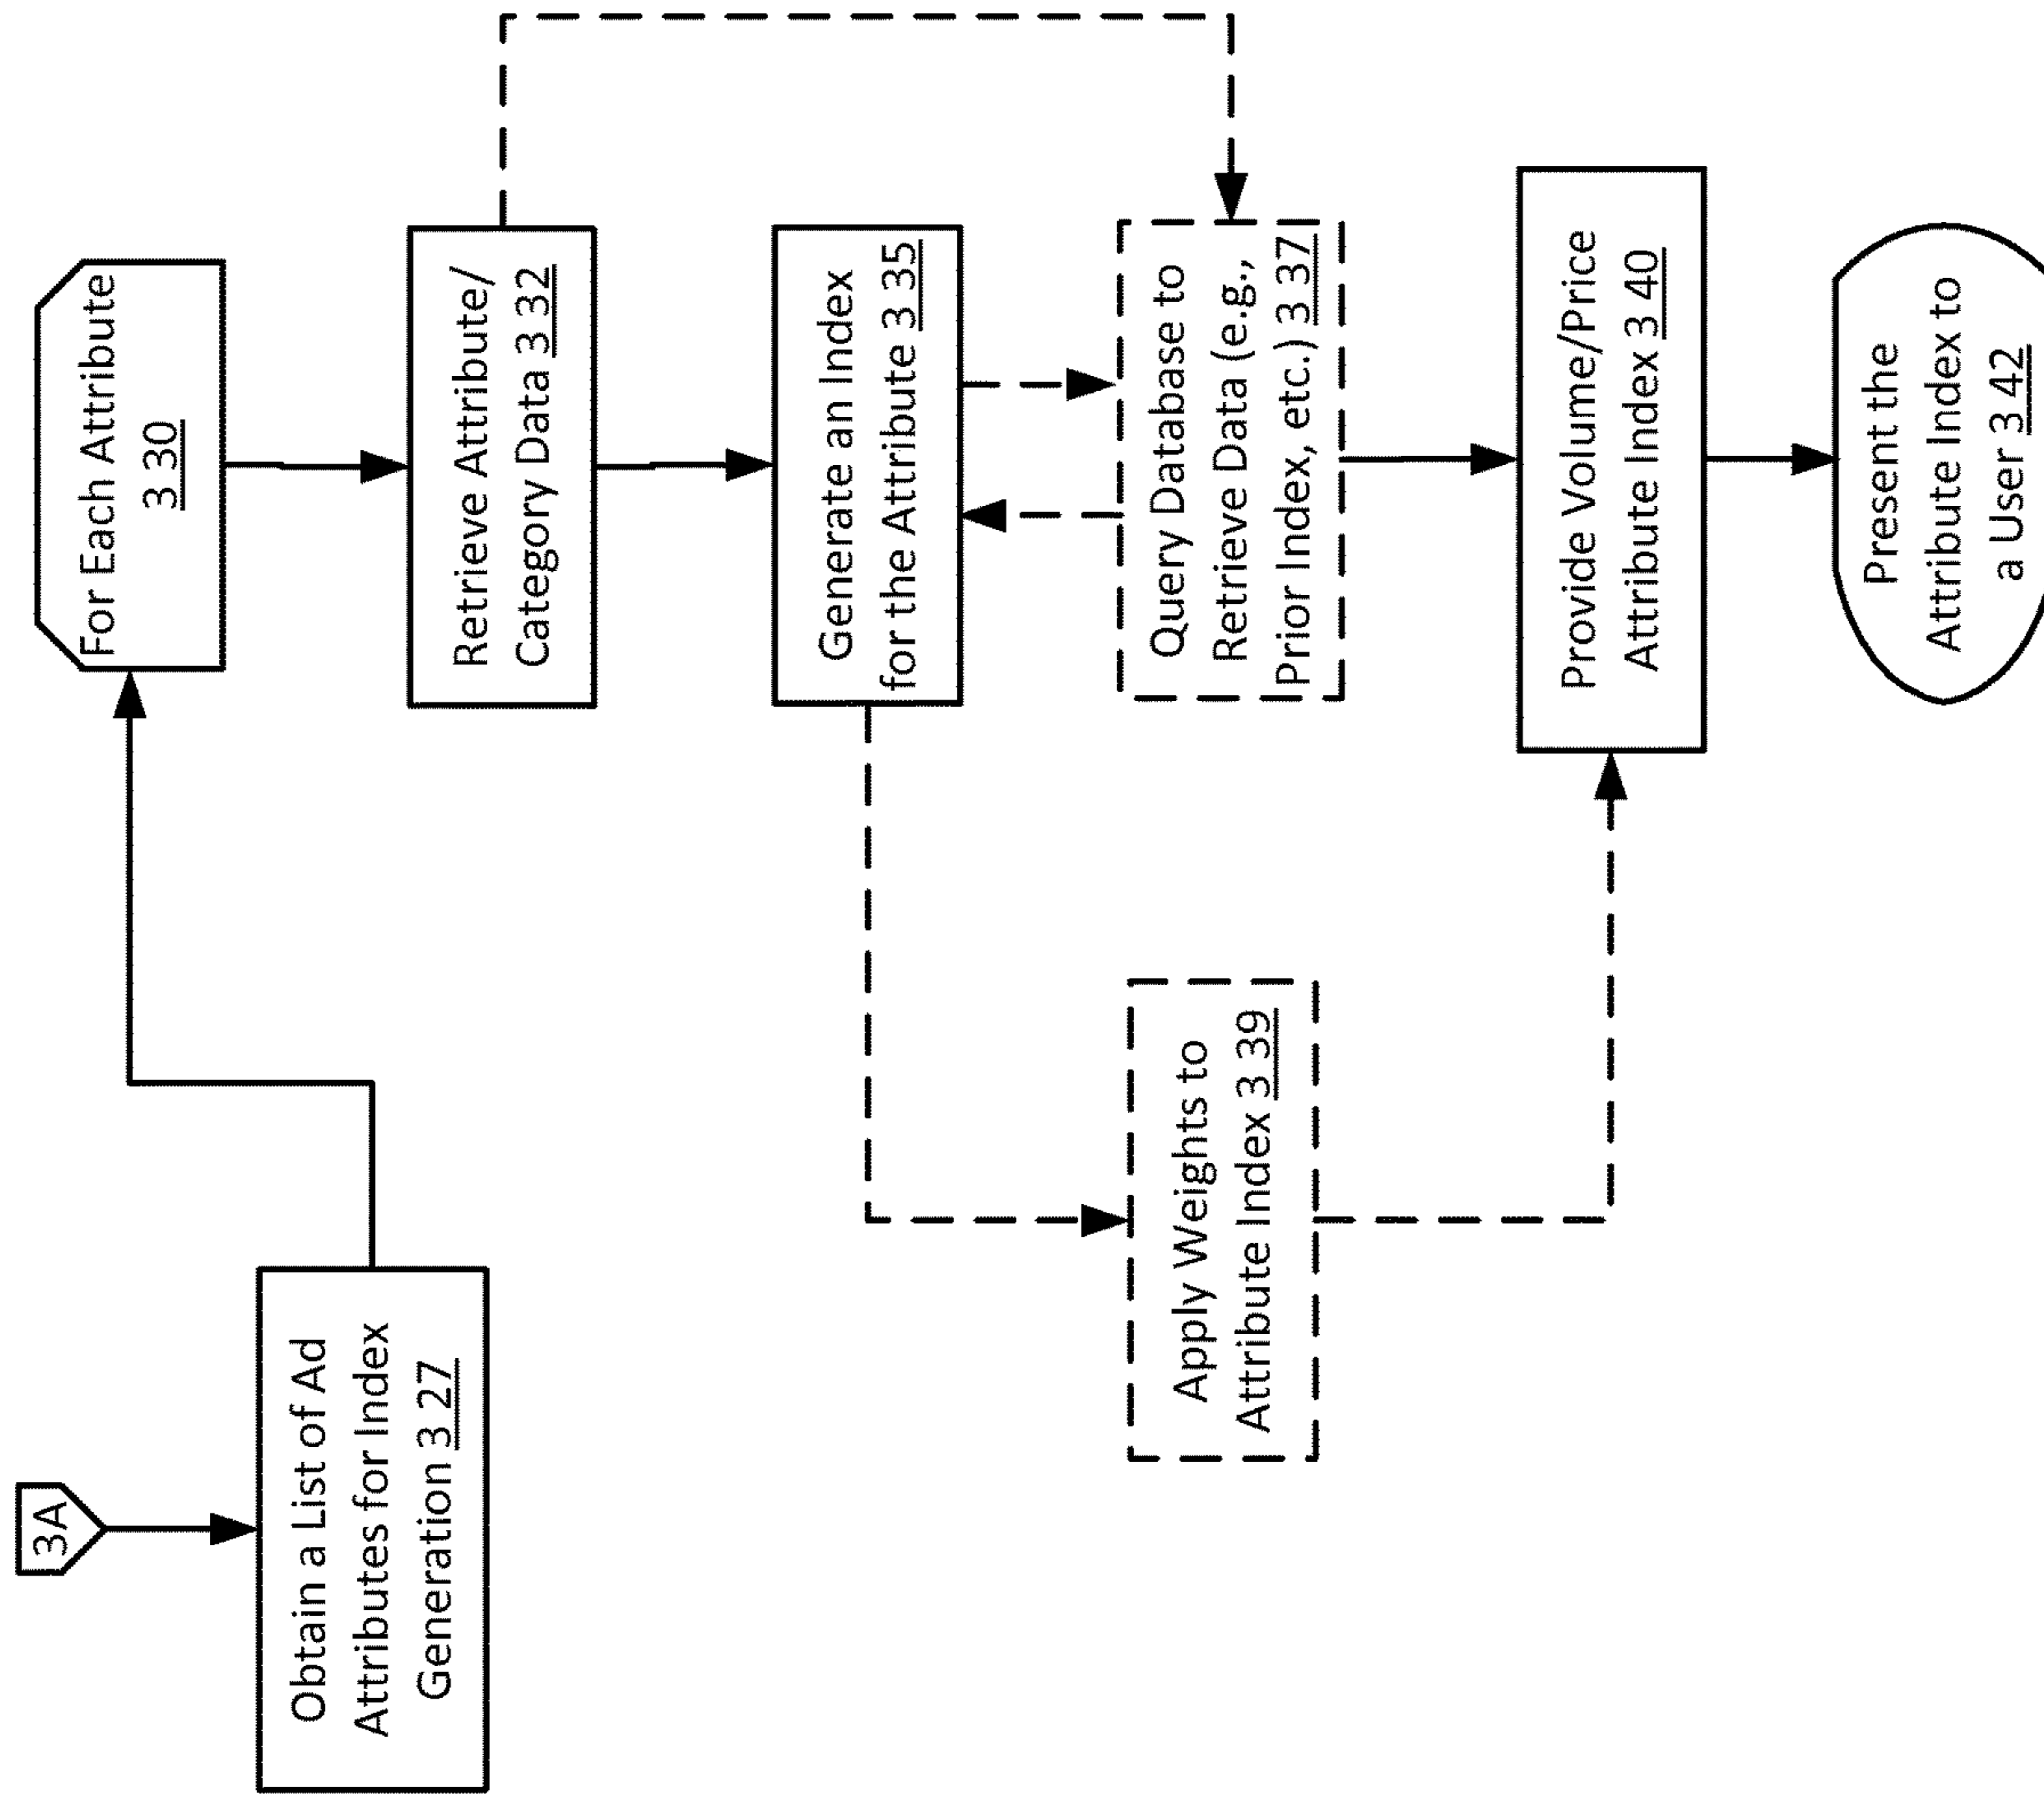 3A
Obtain a List of Ad
Attributes for Index
Generation 3 27
For Each Attribute
3 30
Retrieve Attribute/
Category Data 3 32
Generate an Index
for the Attribute 3 35
Query Database to
Retrieve Data (e.g.,
Prior Index, etc.) 3 37
Apply Weights to
Attribute Index 3 39
Provide Volume/Price
Attribute Index 3 40
Present the
Attribute Index to
a User 3 42